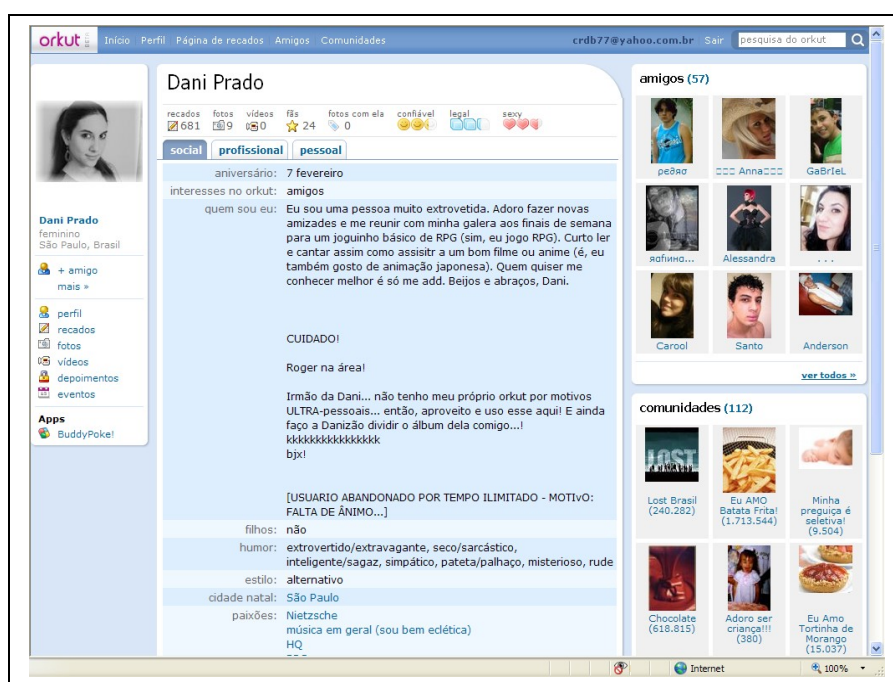 orkut BETA
Início Perfil Página de recados Amigos Comunidades
crdb77@yahoo.com.br Sair pesquisa do orkut
Dani Prado
feminino
São Paulo, Brasil
+ amigo
mais »
perfil
recados
fotos
vídeos
depoimentos
eventos
Apps
BuddyPoke!
Dani Prado
recados fotos vídeos fãs fotos com ela confiável legal sexy
681 9 0 24 0
social profissional pessoal
aniversário: 7 fevereiro
interesses no orkut: amigos
quem sou eu: Eu sou uma pessoa muito extrovetida. Adoro fazer novas
amizades e me reunir com minha galera aos finais de semana
para um joguinho básico de RPG (sim, eu jogo RPG). Curto ler
e cantar assim como assisitr a um bom filme ou anime (é, eu
também gosto de animação japonesa). Quem quiser me
conhecer melhor é só me add. Beijos e abraços, Dani.
CUIDADO!
Roger na área!
Irmão da Dani... não tenho meu próprio orkut por motivos
ULTRA-pessoais... então, aproveito e uso esse aqui! E ainda
faço a Danizão dividir o álbum dela comigo...!
kkkkkkkkkkkkkkkk
bjx!
[USUARIO ABANDONADO POR TEMPO ILIMITADO - MOTIvO:
FALTA DE ÂNIMO...]
filhos: não
humor: extrovertido/extravagante, seco/sarcástico,
inteligente/sagaz, simpático, pateta/palhaço, misterioso, rude
estilo: alternativo
cidade natal: São Paulo
paixões: Nietzsche
música em geral (sou bem eclética)
HQ
amigos (57)
Anna GaBrIeL
Alessandra . . .
Carool Santo Anderson
ver todos »
comunidades (112)
LOST
Lost Brasil
(240.282)
Eu AMO
Batata Frita!
(1.713.544)
Minha
preguiça é
seletiva!
(9.504)
Chocolate
(618.815)
Adoro ser
criança!!!
(380)
Eu Amo
Tortinha de
Morango
(15.037)
Internet 100%